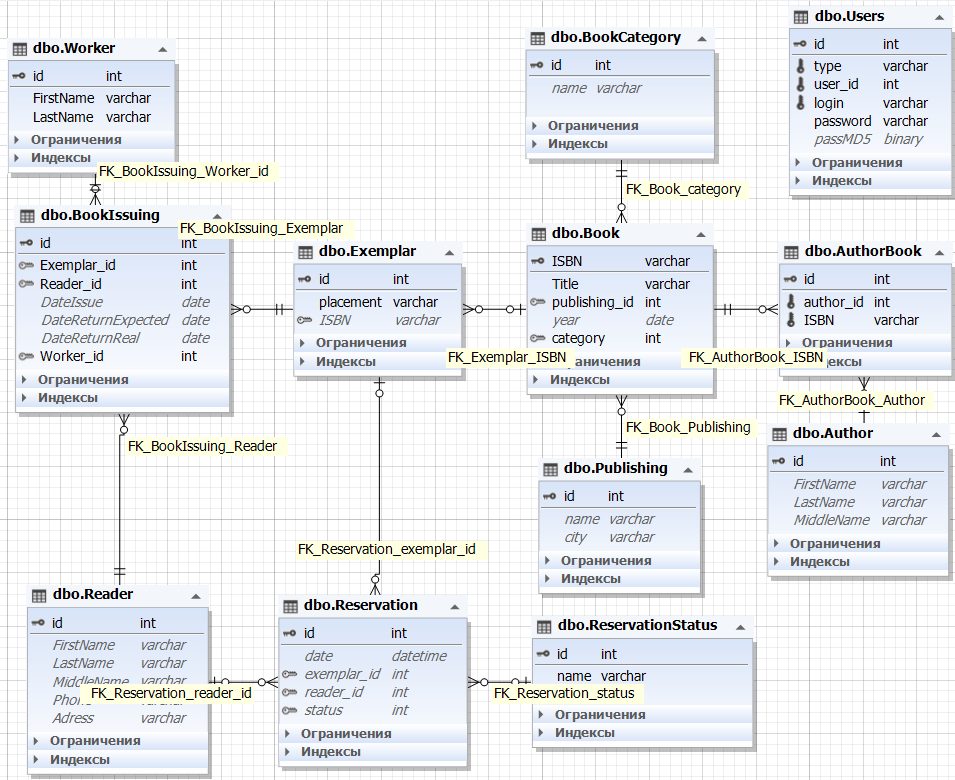 dbo.Worker
id int
FirstName varchar
LastName varchar
Ограничения
Индексы
FK_BookIssuing_Worker_id
dbo.BookCategory
id int
name varchar
Ограничения
Индексы
FK_Book_category
dbo.Users
id int
type varchar
user_id int
login varchar
password varchar
passMD5 binary
Ограничения
Индексы
dbo.BookIssuing
FK_BookIssuing_Exemplar
id int
Exemplar_id int
Reader_id int
DateIssue date
DateReturnExpected date
DateReturnReal date
Worker_id int
Ограничения
Индексы
FK_BookIssuing_Reader
dbo.Exemplar
id int
placement varchar
ISBN varchar
Ограничения
Индексы
FK_Exemplar_ISBN
dbo.Book
ISBN varchar
Title varchar
publishing_id int
year date
category int
аничения
Индексы
FK_Book_Publishing
dbo.AuthorBook
id int
author_id int
ISBN varchar
Ограничения
ексы
FK_AuthorBook_ISBN
FK_AuthorBook_Author
dbo.Author
id int
FirstName varchar
LastName varchar
MiddleName varchar
Ограничения
Индексы
dbo.Publishing
id int
name varchar
city varchar
Ограничения
Индексы
FK_Reservation_exemplar_id
dbo.Reader
id int
FirstName varchar
LastName varchar
MiddleName varchar
varchar
Adress varchar
Ограничения
Индексы
FK_Reservation_reader_id
dbo.Reservation
id int
date datetime
exemplar_id int
reader_id int
status int
Ограничения
Индексы
dbo.ReservationStatus
id int
name varchar
FK_Reservation_status
Ограничения
Индексы